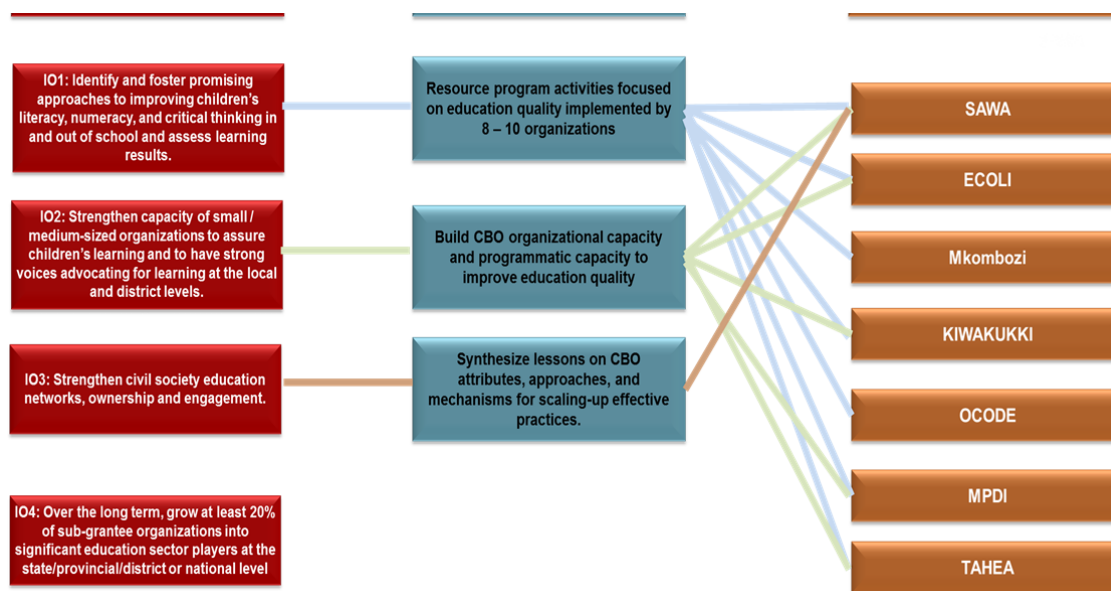 IO1: Identify and foster promising
approaches to improving children's
literacy, numeracy, and critical thinking in
and out of school and assess learning
results.
IO2: Strengthen capacity of small /
medium-sized organizations to assure
children's learning and to have strong
voices advocating for learning at the local
and district levels.
IO3: Strengthen civil society education
networks, ownership and engagement.
IO4: Over the long term, grow at least 20%
of sub-grantee organizations into
significant education sector players at the
state/provincial/district or national level
Resource program activities focused
on education quality implemented by
8 – 10 organizations
Build CBO organizational capacity
and programmatic capacity to
improve education quality
Synthesize lessons on CBO
attributes, approaches, and
mechanisms for scaling-up effective
practices.
SAWA
ECOLI
Mkombozi
KIWAKUKKI
OCODE
MPDI
TAHEA